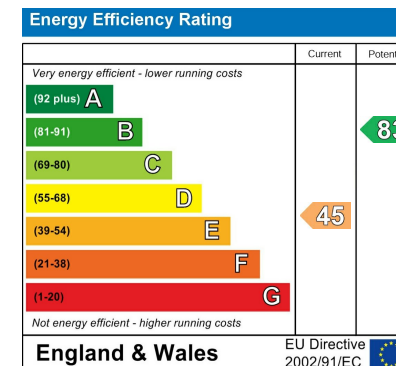 Energy Efficiency Rating
Current Potent
Very energy efficient - lower running costs
(92 plus) A
(81-91) B 83
(69-80) C
(55-68) D
(39-54) E 45
(21-38) F
(1-20) G
Not energy efficient - higher running costs
England & Wales
EU Directive
2002/91/EC